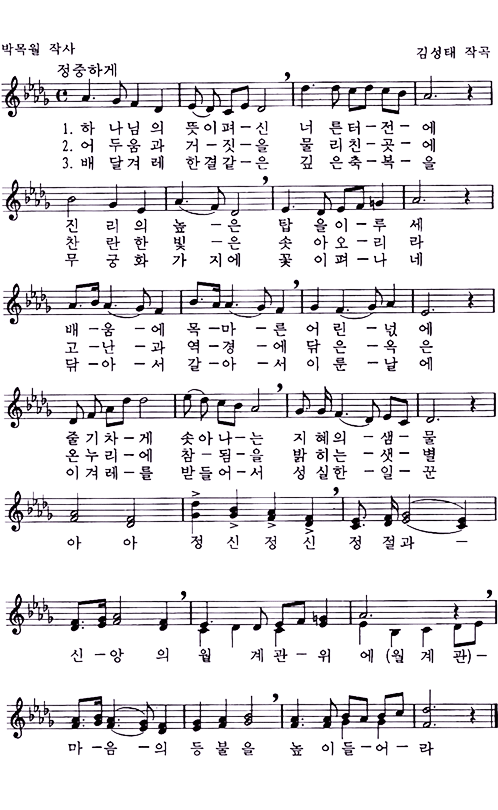 박목월 작사
김성태 작곡
정중하게
1. 하 나님 의 뜻이펴-신 너 른터-전-에
2. 어 두움 과 거-짓-을 물 리친-곳-에
3. 배 달겨 레 한결같-은 깊 은축-복-을
진 리 의 높 -은 탑 을이-루 세
찬 란 한 빛 -은 솟 아오-리 라
무 궁 화 가 지에 꽃 이펴-나 네
배-움-에 목-마-른 어 린-넋 에
고-난-과 역-경-에 닦 은-옥 은
닦-아-서 갈-아-서 이 룬-날 에
줄 기 차-게 솟아 나-는 지 혜의-샘-물
온 누 리-에 참-됨-을 밝 히는-샛-별
이 겨 레-를 받들 어-서 성 실한-일-꾼
아 아 정 신 정 신 정 절 과-
신-앙 의 월 계 관-위 에 (월 계 관)-
마-음-의 등 불 을 높 이 들-어-라